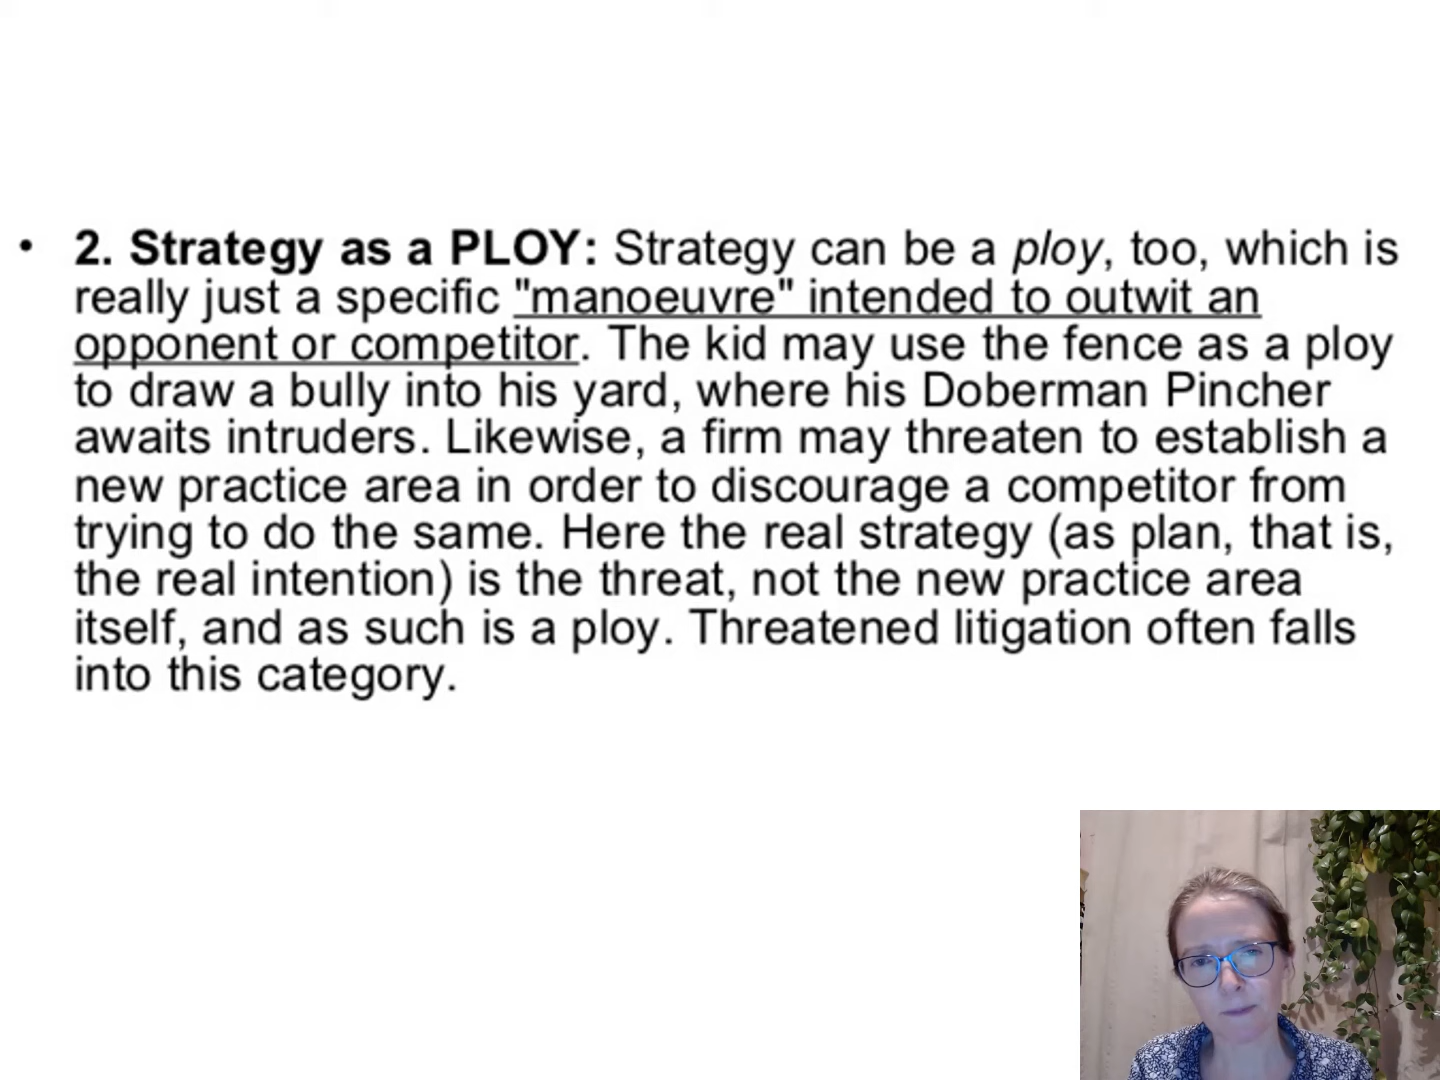 • 2. Strategy as a PLOY: Strategy can be a ploy, too, which is
really just a specific "manoeuvre" intended to outwit an
opponent or competitor. The kid may use the fence as a ploy
to draw a bully into his yard, where his Doberman Pincher
awaits intruders. Likewise, a firm may threaten to establish a
new practice area in order to discourage a competitor from
trying to do the same. Here the real strategy (as plan, that is,
the real intention) is the threat, not the new practice area
itself, and as such is a ploy. Threatened litigation often falls
into this category.